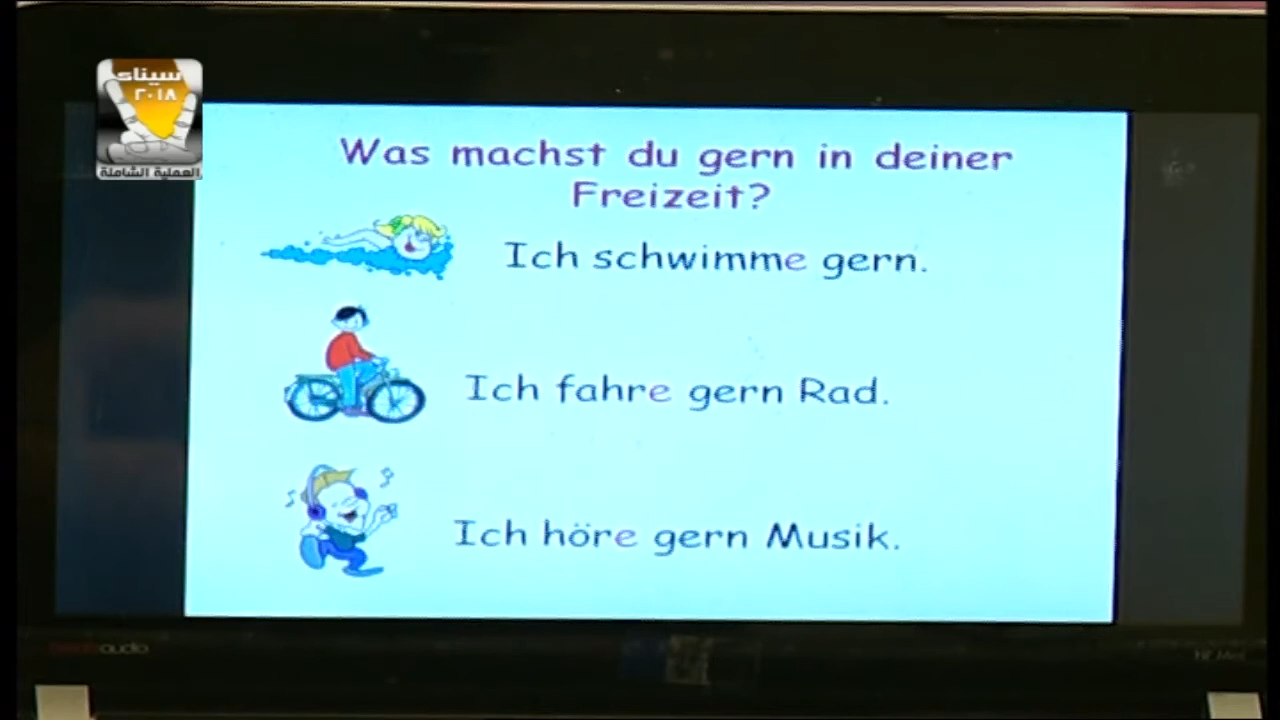 سيناء
٢٠١٨
العملية الشاملة
Was machst du gern in deiner
Freizeit?
Ich schwimme gern.
Ich fahre gern Rad.
Ich höre gern Musik.
audio